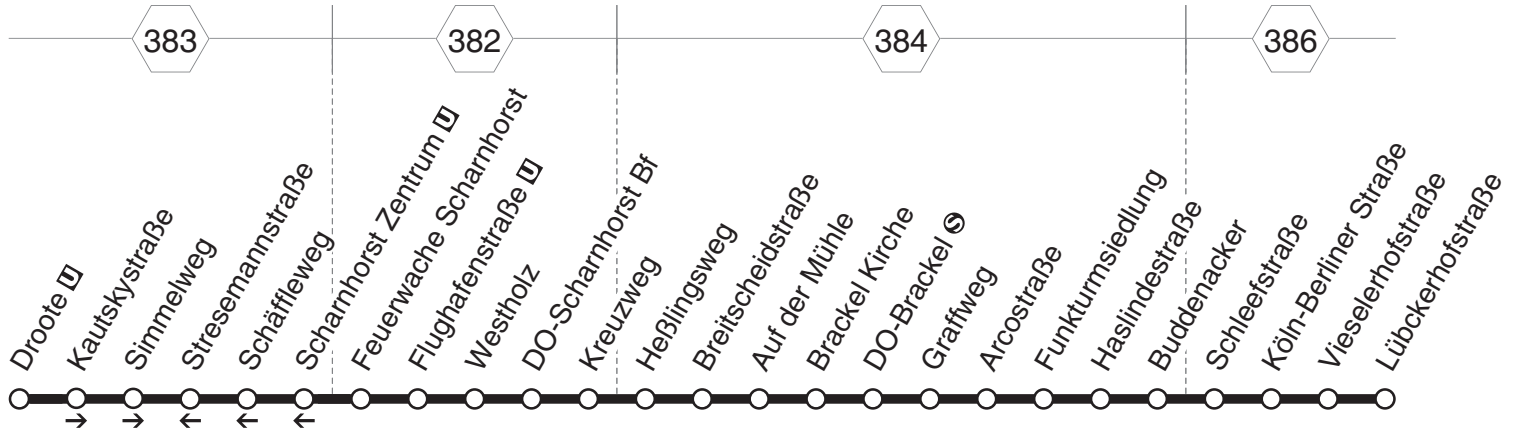 383
382
384
386
Droote U
Kautskystraße
Simmelweg
Stresemannstraße
Schäffleweg
Scharnhorst Zentrum U
Feuerwache Scharnhorst
Flughafenstraße U
Westholz
DO-Scharnhorst Bf
Kreuzweg
Heßlingsweg
Breitscheidstraße
Auf der Mühle
Brackel Kirche
DO-Brackel S
Graffweg
Arcostraße
Funkturmsiedlung
Haslindestraße
Buddenacker
Schleefstraße
Köln-Berliner Straße
Vieselerhofstraße
Lübckerhofstraße